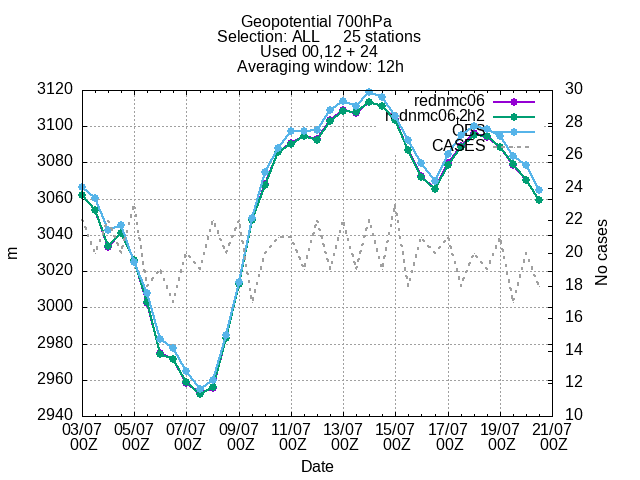 Geopotential 700hPa
Selection: ALL 25 stations
Used 00,12 + 24
Averaging window: 12h
rednmc06
rednmc06.2h2
OBS
CASES
3120
3100
3080
3060
3040
3020
3000
2980
2960
2940
30
28
26
24
22
20
18
16
14
12
10
m
No cases
03/07 05/07 07/07 09/07 11/07 13/07 15/07 17/07 19/07 21/07
00Z 00Z 00Z 00Z 00Z 00Z 00Z 00Z 00Z 00Z
Date